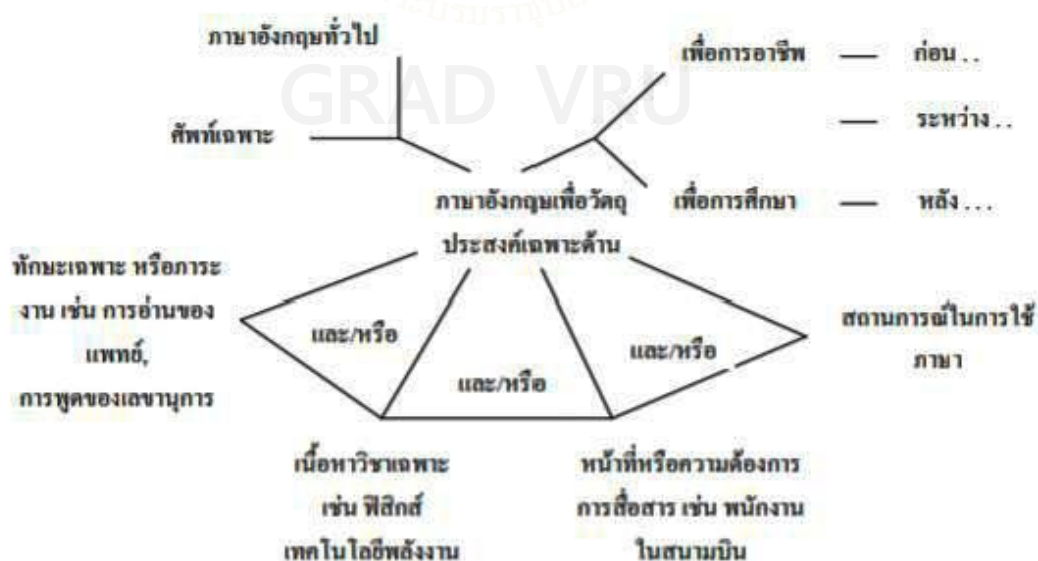 ภาษาอังกฤษทั่วไป
เพื่อการอาชีพ — ก่อน . .
GRAD VRU
ศัพท์เฉพาะ
— ระหว่าง . .
ภาษาอังกฤษเพื่อวัตถุ
ประสงค์เฉพาะด้าน
เพื่อการศึกษา — หลัง . . .
ทักษะเฉพาะ หรือภาระ
งาน เช่น การอ่านของ
แพทย์,
การพูดของเลขานุการ
และ/หรือ
และ/หรือ
และ/หรือ
สถานการณ์ในการใช้
ภาษา
เนื้อหาวิชาเฉพาะ
เช่น ฟิสิกส์
เทคโนโลยีพลังงาน
หน้าที่หรือความต้องการ
การสื่อสาร เช่น พนักงาน
ในสนามบิน